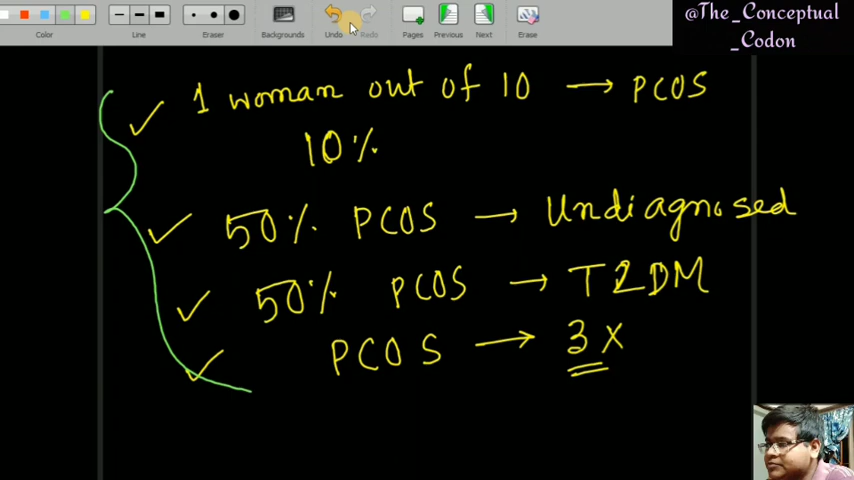 @The_Conceptual
_Codon
Color
Line
Eraser
Backgrounds
Undo
Redo
Pages
Previous
Next
Erase
1 woman out of 10 → PCOS
10%
50% PCOS → Undiagnosed
50% PCOS → T2DM
PCOS → 3X